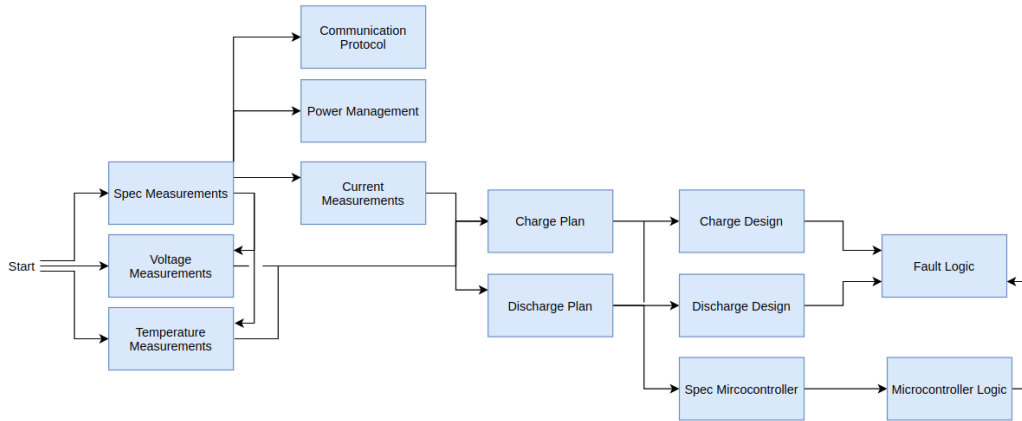 Communication
Protocol
Power Management
Spec Measurements
Current
Measurements
Start
Voltage
Measurements
Temperature
Measurements
Charge Plan
Discharge Plan
Charge Design
Discharge Design
Spec Mircocontroller
Fault Logic
Microcontroller Logic